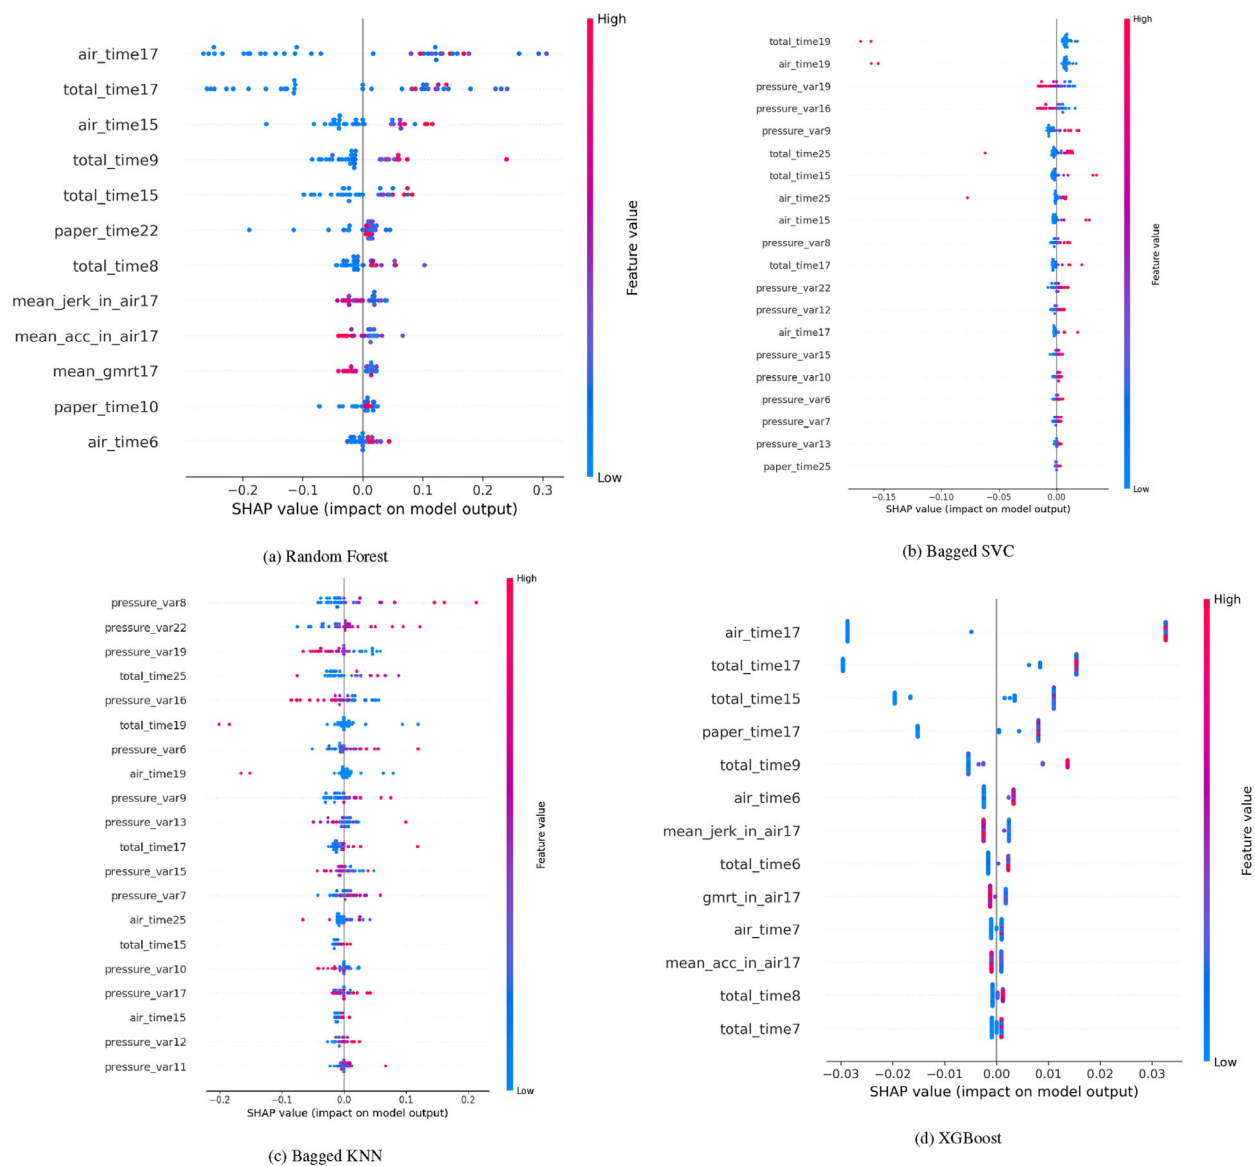 High
air_time17
total_time17
air_time15
total_time9
total_time15
paper_time22
total_time8
mean_jerk_in_air17
mean_acc_in_air17
mean_gmrt17
paper_time10
air_time6
Feature value
Low
−0.2 −0.1 0.0 0.1 0.2 0.3
SHAP value (impact on model output)
(a) Random Forest
High
total_time19
air_time19
pressure_var19
pressure_var16
pressure_var9
total_time25
total_time15
air_time25
air_time15
pressure_var8
total_time17
pressure_var22
pressure_var12
air_time17
pressure_var15
pressure_var10
pressure_var6
pressure_var7
pressure_var13
paper_time25
Feature value
Low
−0.15 −0.10 −0.05 0.00
SHAP value (impact on model output)
(b) Bagged SVC
High
pressure_var8
pressure_var22
pressure_var19
total_time25
pressure_var16
total_time19
pressure_var6
air_time19
pressure_var9
pressure_var13
total_time17
pressure_var15
pressure_var7
air_time25
total_time15
pressure_var10
pressure_var17
air_time15
pressure_var12
pressure_var11
Feature value
Low
−0.2 −0.1 0.0 0.1 0.2
SHAP value (impact on model output)
(c) Bagged KNN
High
air_time17
total_time17
total_time15
paper_time17
total_time9
air_time6
mean_jerk_in_air17
total_time6
gmrt_in_air17
air_time7
mean_acc_in_air17
total_time8
total_time7
Feature value
Low
−0.03 −0.02 −0.01 0.00 0.01 0.02 0.03
SHAP value (impact on model output)
(d) XGBoost